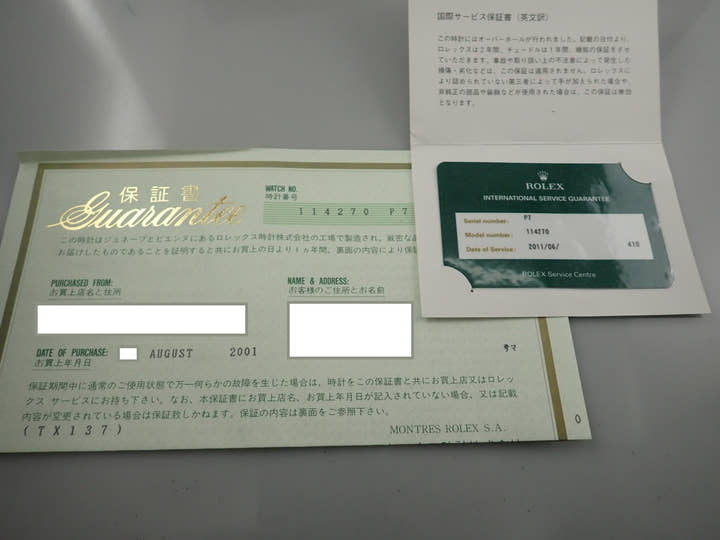 国際サービス保証書（英文訳）
この時計にはオーバーホールが行われました。記載の日付より、
ロレックスは2年間、チュードルは1年間、機能の保証をさせ
ていただきます。事故や取り扱い上の不注意によって発生した
損傷・劣化などは、この保証は適用されません。ロレックスに
より認められていない第三者によって手が加えられた場合や、
非純正の部品や装飾などが使用された場合は、この保証は無効
となります。
ROLEX
INTERNATIONAL SERVICE GUARANTEE
Serial number: P7
Model number: 114270
Date of Service: 2011/06/ 410
ROLEX Service Centre
保証書
Guarantee
WATCH NO.
時計番号
114270 P7
この時計はジュネーブとビエンヌにあるロレックス時計株式会社の工場で製造され、厳密な品
お届けしたものであることを証明すると共にお買上の日より1ヵ年間、裏面の内容により保証
PURCHASED FROM:
お買上店名と住所
NAME & ADDRESS:
お客様のご住所とお名前
サマ
DATE OF PURCHASE: AUGUST 2001
お買上年月日
保証期間中に通常のご使用状態で万一何らかの故障を生じた場合は、時計をこの保証書と共にお買上店又はロレッ
クス サービスにお持ち下さい。なお、本保証書にお買上店名、お買上年月日が記入されていない場合、又は記載
内容が変更されている場合は保証致しかねます。保証の内容は裏面をご参照下さい。
(TX137)
MONTRES ROLEX S.A.
0